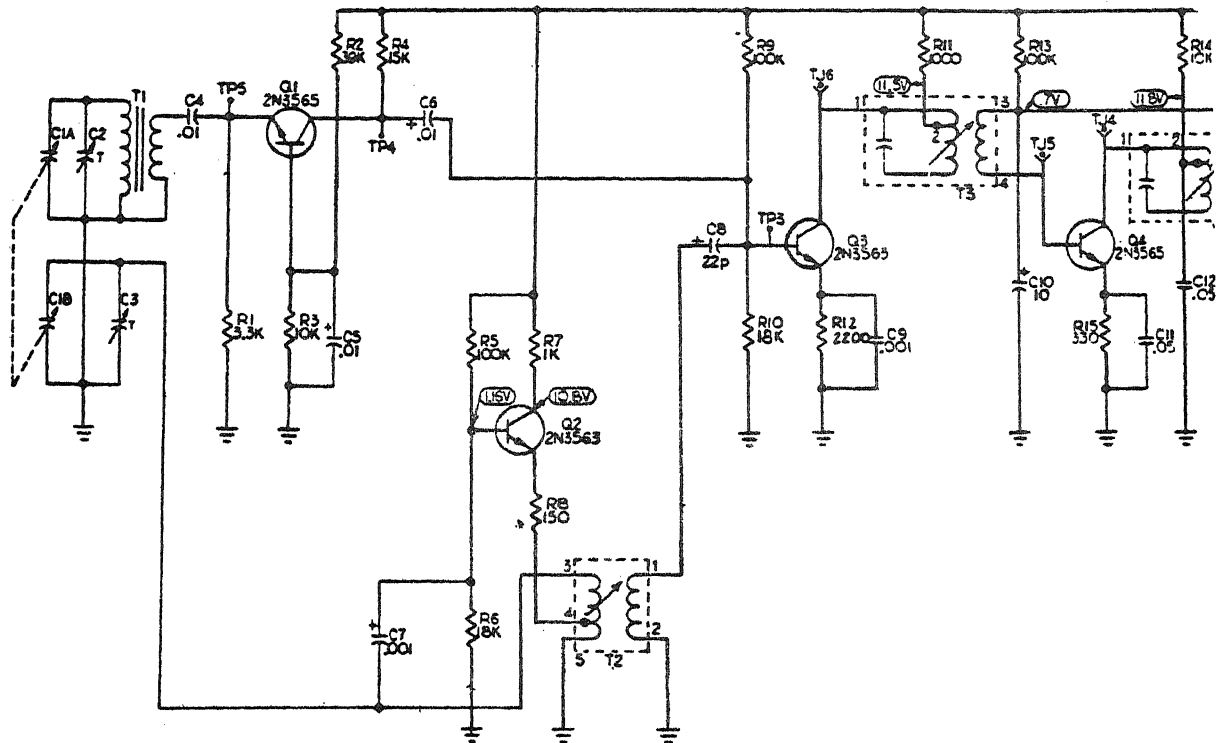 R2
39K
R4
15K
R9
100K
R11
1000
R13
100K
R14
10K
T1
C4
.01
TP5
Q1
2N3565
C6
+
.01
TP4
TJ6
11.5V
1
2
3
4
T3
.7V
11.8V
TJ4
TJ5
1
2
C1A
C2
T
C1B
C3
T
R1
3.3K
R3
10K
+
C5
.01
R5
100K
R7
1K
1.15V
10.8V
Q2
2N3563
R8
150
C8
+
22p
TP3
Q3
2N3565
Q4
2N3565
R10
18K
R12
2200
C9
.001
+
C10
10
R15
330
C11
.05
C12
.05
+
C7
.001
R6
18K
3
4
5
T2
1
2